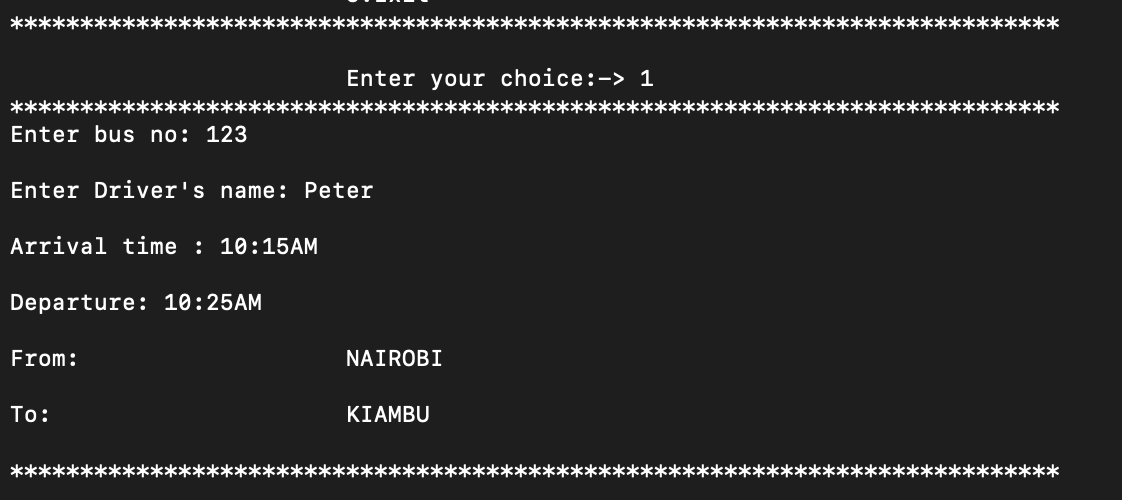 ***************************************************************************
Enter your choice:-> 1
***************************************************************************
Enter bus no: 123
Enter Driver's name: Peter
Arrival time : 10:15AM
Departure: 10:25AM
From: NAIROBI
To: KIAMBU
***************************************************************************